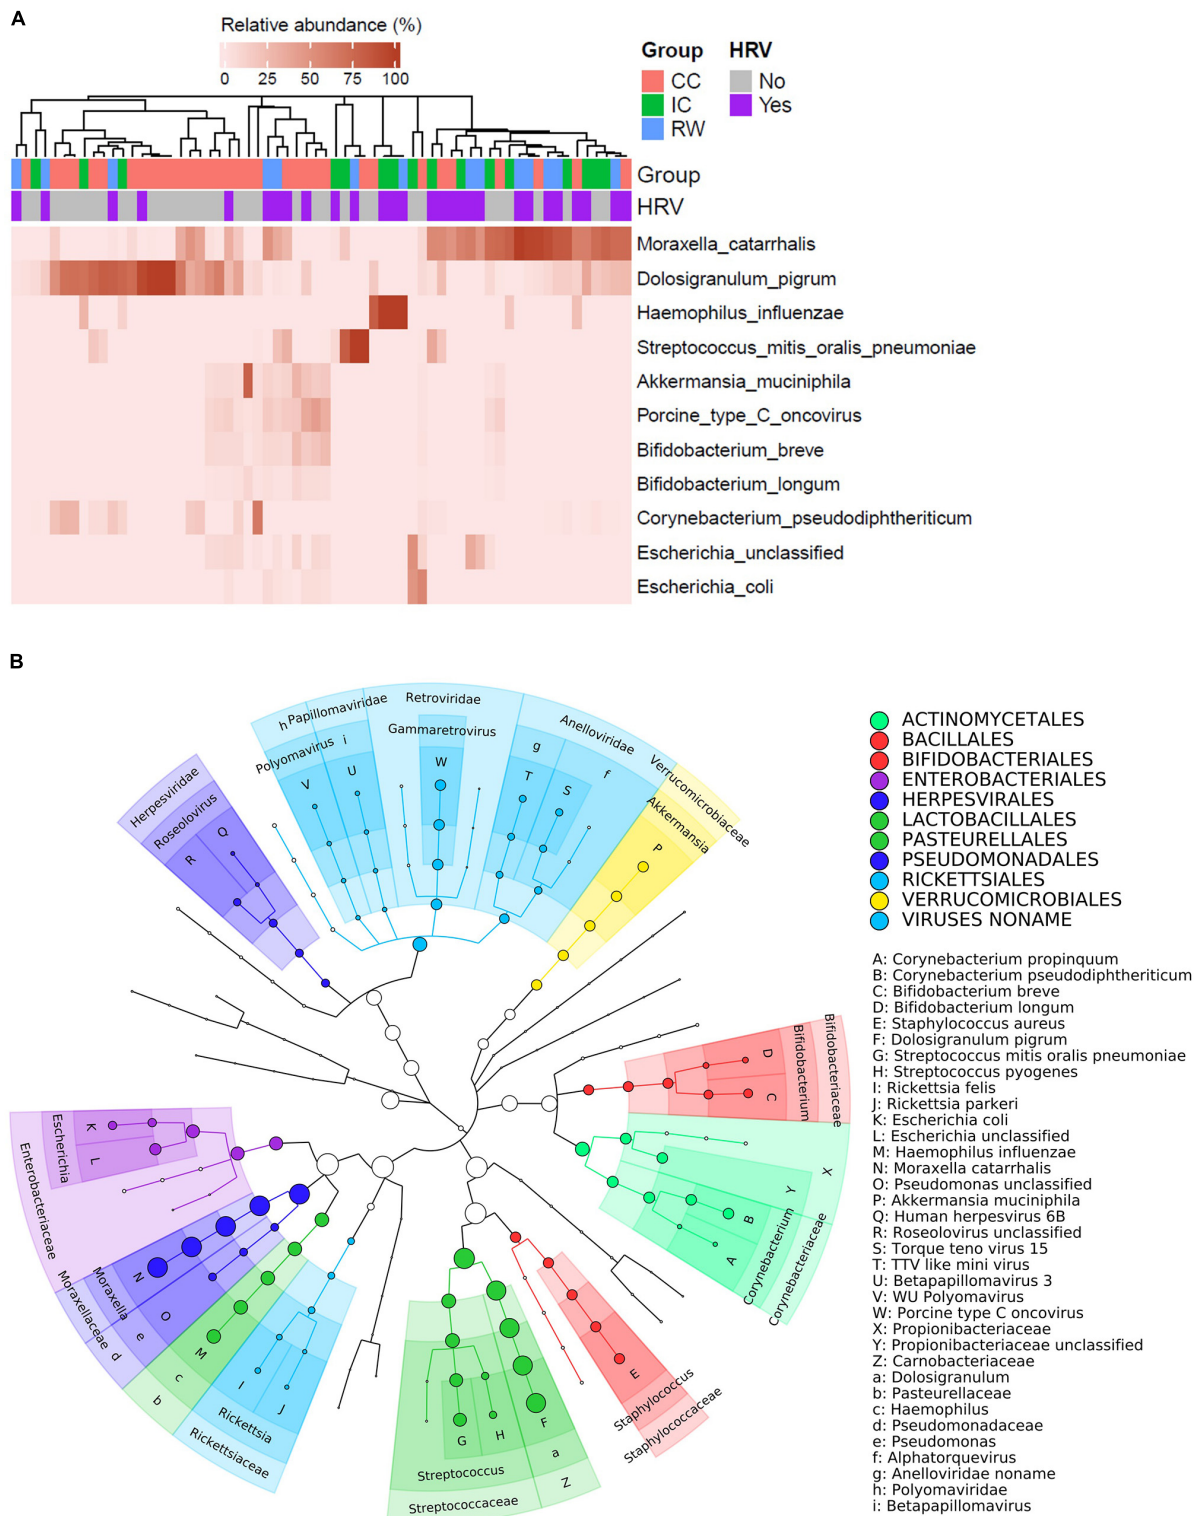 A
Relative abundance (%)
0 25 50 75 100
Group HRV
CC No
IC Yes
RW
Group
HRV
Moraxella_catarrhalis
Dolosigranulum_pigrum
Haemophilus_influenzae
Streptococcus_mitis_oralis_pneumoniae
Akkermansia_muciniphila
Porcine_type_C_oncovirus
Bifidobacterium_breve
Bifidobacterium_longum
Corynebacterium_pseudodiphtheriticum
Escherichia_unclassified
Escherichia_coli
B
Herpesviridae
Roseolovirus
Q
R
h
Papillomaviridae
Polyomavirus
i
V
U
Retroviridae
Gammaretrovirus
W
Anelloviridae
g
f
T
S
Verrucomicrobiaceae
Akkermansia
P
Bifidobacteriaceae
Bifidobacterium
D
C
X
Y
B
A
Corynebacterium
Corynebacteriaceae
Staphylococcus
Staphylococcaceae
E
F
a
Z
G
H
Streptococcus
Streptococcaceae
I
J
Rickettsia
Rickettsiaceae
M
c
b
N
O
e
d
Moraxella
Moraxellaceae
K
L
Escherichia
Enterobacteriaceae
ACTINOMYCETALES
BACILLALES
BIFIDOBACTERIALES
ENTEROBACTERIALES
HERPESVIRALES
LACTOBACILLALES
PASTEURELLALES
PSEUDOMONADALES
RICKETTSIALES
VERRUCOMICROBIALES
VIRUSES NONAME
A: Corynebacterium propinquum
B: Corynebacterium pseudodiphtheriticum
C: Bifidobacterium breve
D: Bifidobacterium longum
E: Staphylococcus aureus
F: Dolosigranulum pigrum
G: Streptococcus mitis oralis pneumoniae
H: Streptococcus pyogenes
I: Rickettsia felis
J: Rickettsia parkeri
K: Escherichia coli
L: Escherichia unclassified
M: Haemophilus influenzae
N: Moraxella catarrhalis
O: Pseudomonas unclassified
P: Akkermansia muciniphila
Q: Human herpesvirus 6B
R: Roseolovirus unclassified
S: Torque teno virus 15
T: TTV like mini virus
U: Betapapillomavirus 3
V: WU Polyomavirus
W: Porcine type C oncovirus
X: Propionibacteriaceae
Y: Propionibacteriaceae unclassified
Z: Carnobacteriaceae
a: Dolosigranulum
b: Pasteurellaceae
c: Haemophilus
d: Pseudomonadaceae
e: Pseudomonas
f: Alphatorquevirus
g: Anelloviridae noname
h: Polyomaviridae
i: Betapapillomavirus